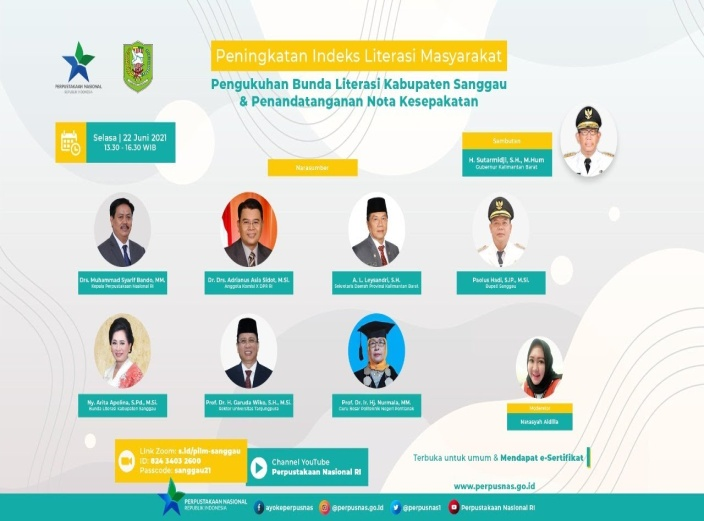 PERPUSTAKAAN NASIONAL
REPUBLIK INDONESIA
Peningkatan Indeks Literasi Masyarakat
Pengukuhan Bunda Literasi Kabupaten Sanggau
& Penandatanganan Nota Kesepakatan
Selasa | 22 Juni 2021
13.30 - 16.30 WIB
Sambutan
H. Sutarmidji, S.H., M.Hum
Gubernur Kalimantan Barat
Narasumber
Drs. Muhammad Syarif Bando, MM.
Kepala Perpustakaan Nasional RI
Dr. Drs. Adrianus Asia Sidot, M.Si.
Anggota Komisi X DPR RI
A. L. Leysandri, S.H.
Sekretaris Daerah Provinsi Kalimantan Barat
Paolus Hadi, S.IP., M.Si.
Bupati Sanggau
Ny. Arita Apolina, S.Pd., M.Si.
Bunda Literasi Kabupaten Sanggau
Prof. Dr. H. Garuda Wiko, S.H., M.Si.
Rektor Universitas Tanjungpura
Prof. Dr. Ir. Hj. Nurmala, MM.
Guru Besar Politeknik Negeri Pontianak
Moderator
Notasyah Aldilla
Link Zoom: s.id/pilm-sanggau
ID: 824 3403 2600
Passcode: sanggau21
Channel YouTube
Perpustakaan Nasional RI
Terbuka untuk umum & Mendapat e-Sertifikat
www.perpusnas.go.id
PERPUSTAKAAN NASIONAL
REPUBLIK INDONESIA
ayokeperpusnas
@perpusnas.go.id
@perpusnas1
Perpustakaan Nasional RI